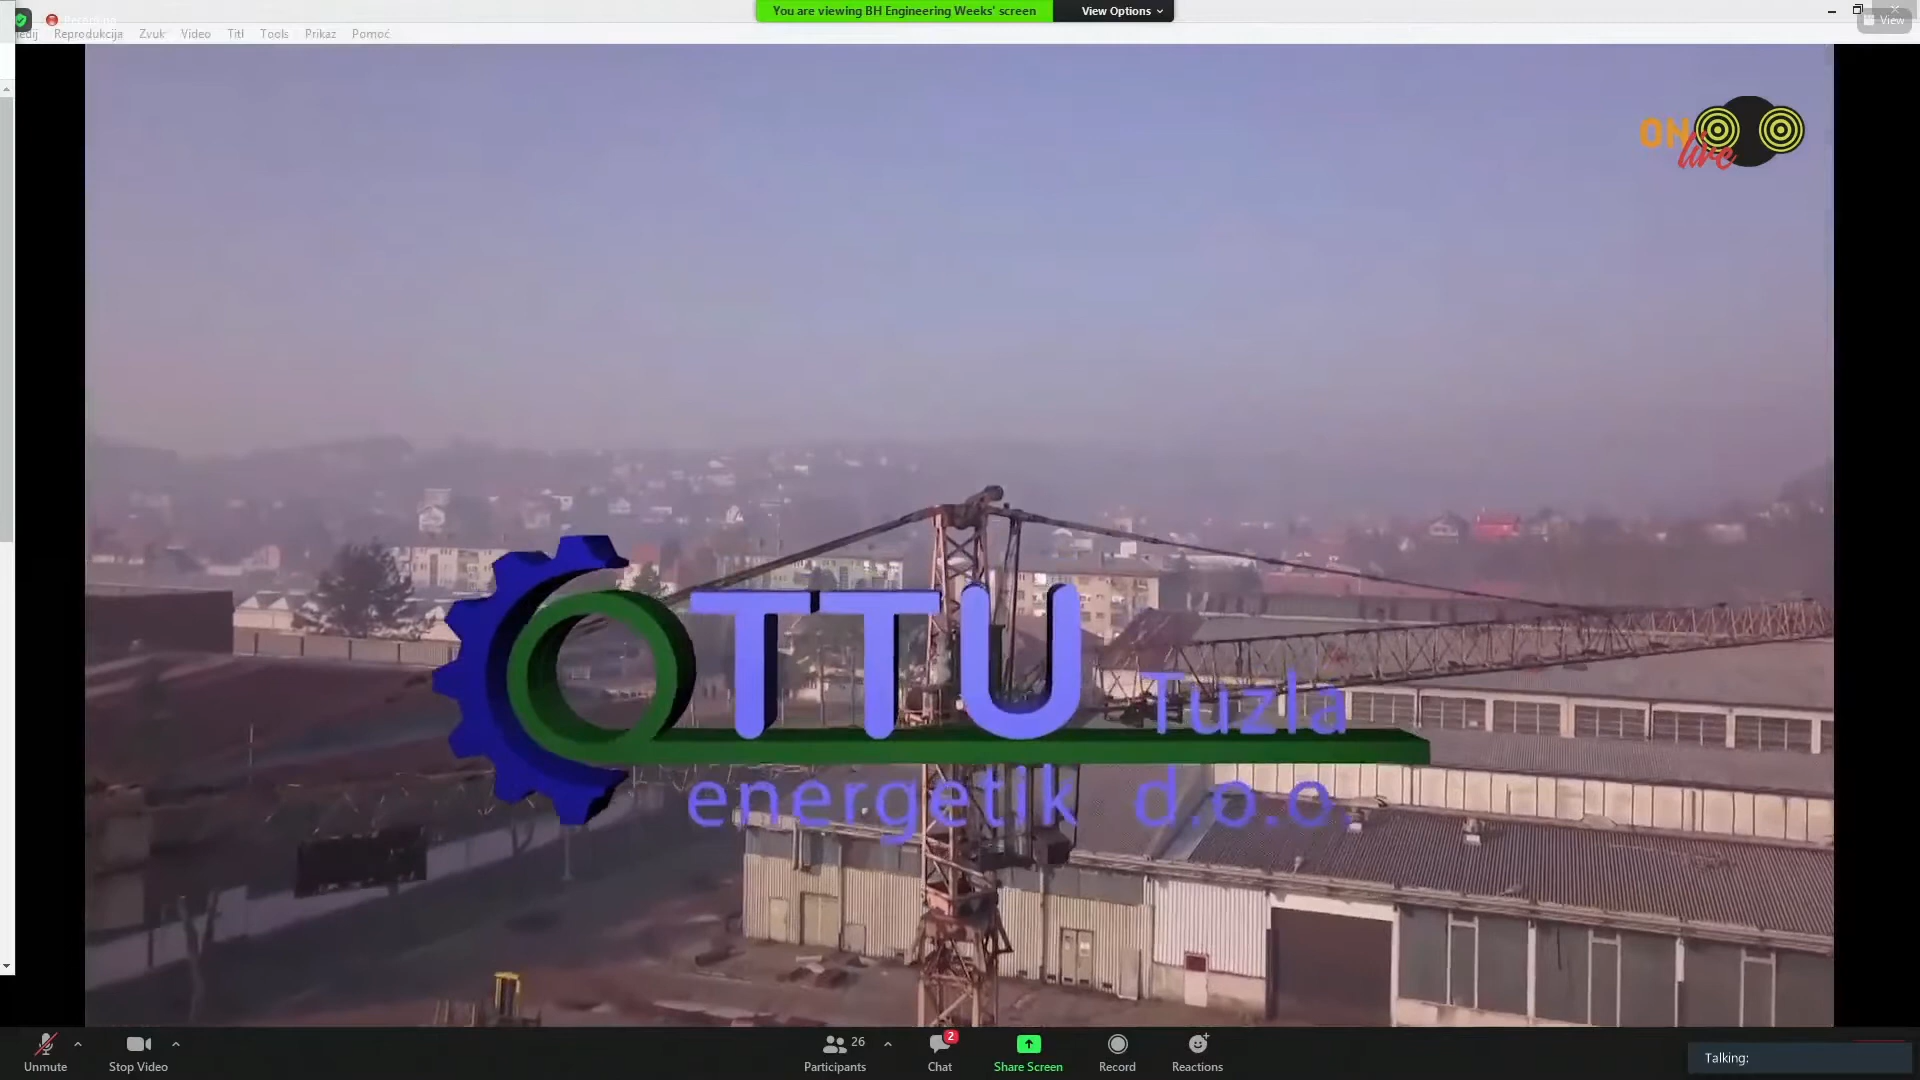 You are viewing BH Engineering Weeks' screen
View Options
View
Reprodukcija Zvuk Video Titl Tools Prikaz Pomoć
ON
live
TTU Tuzla
energetik d.o.o.
Unmute
Stop Video
26
Participants
2
Chat
Share Screen
Record
Reactions
Talking: